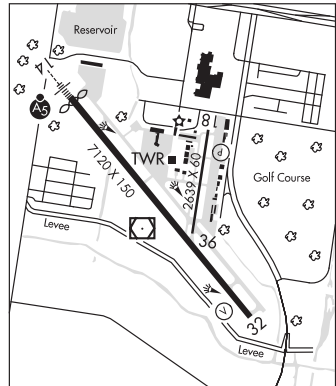 Reservoir
A5
18
p
TWR
7120 X 150
2639 X 60
Golf Course
Levee
36
V
32
Levee